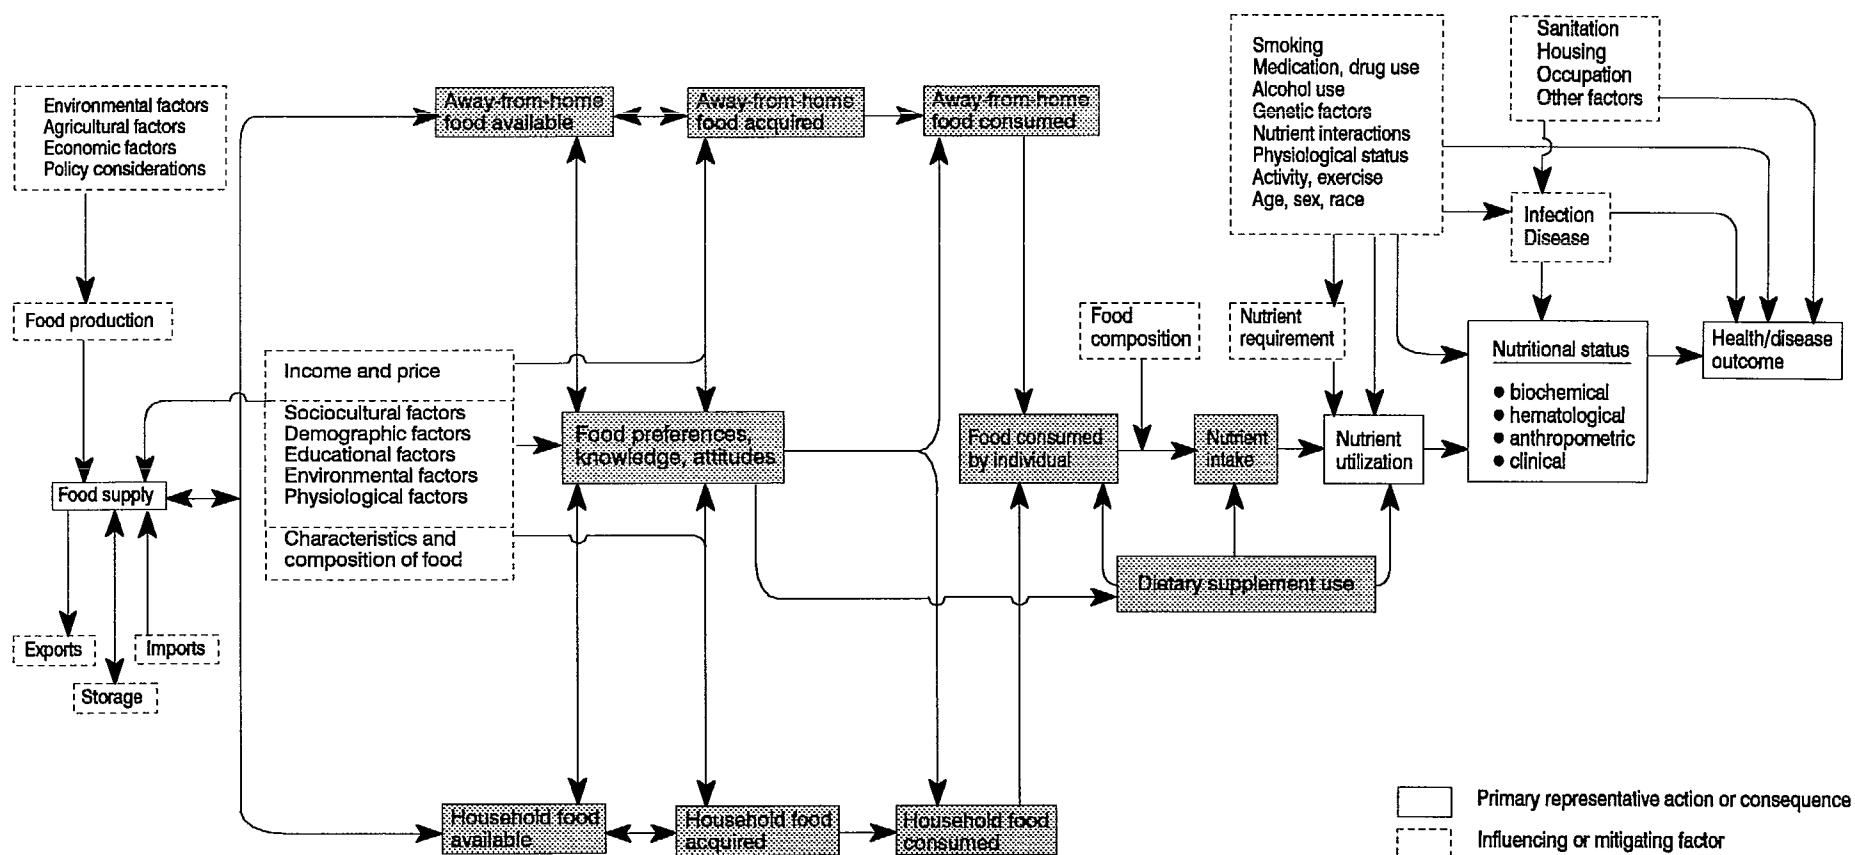 Environmental factors
Agricultural factors
Economic factors
Policy considerations
Food production
Food supply
Exports
Imports
Storage
Income and price
Sociocultural factors
Demographic factors
Educational factors
Environmental factors
Physiological factors
Characteristics and
composition of food
Away-from-home
food available
Away-from-home
food acquired
Away-from-home
food consumed
Food preferences,
knowledge, attitudes
Household food
available
Household food
acquired
Household food
consumed
Food consumed
by individual
Food
composition
Nutrient
intake
Dietary supplement use
Smoking
Medication, drug use
Alcohol use
Genetic factors
Nutrient interactions
Physiological status
Activity, exercise
Age, sex, race
Nutrient
requirement
Nutrient
utilization
Sanitation
Housing
Occupation
Other factors
Infection
Disease
Nutritional status
● biochemical
● hematological
● anthropometric
● clinical
Health/disease
outcome
Primary representative action or consequence
Influencing or mitigating factor